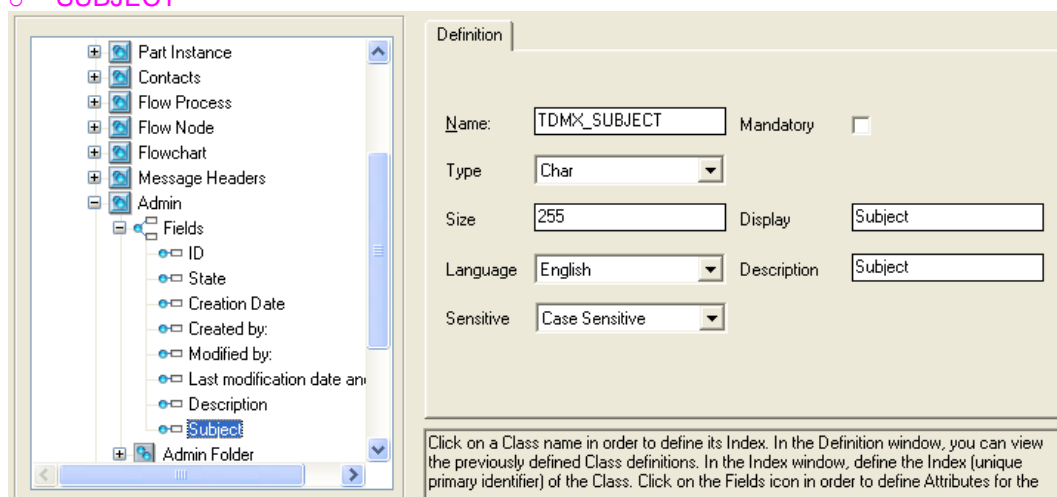 o SUBJECT
Part Instance
Contacts
Flow Process
Flow Node
Flowchart
Message Headers
Admin
Fields
ID
State
Creation Date
Created by:
Modified by:
Last modification date an
Description
Subject
Admin Folder
Definition
Name: TDMX_SUBJECT Mandatory
Type Char
Size 255 Display Subject
Language English Description Subject
Sensitive Case Sensitive
Click on a Class name in order to define its Index. In the Definition window, you can view
the previously defined Class definitions. In the Index window, define the Index (unique
primary identifier) of the Class. Click on the Fields icon in order to define Attributes for the